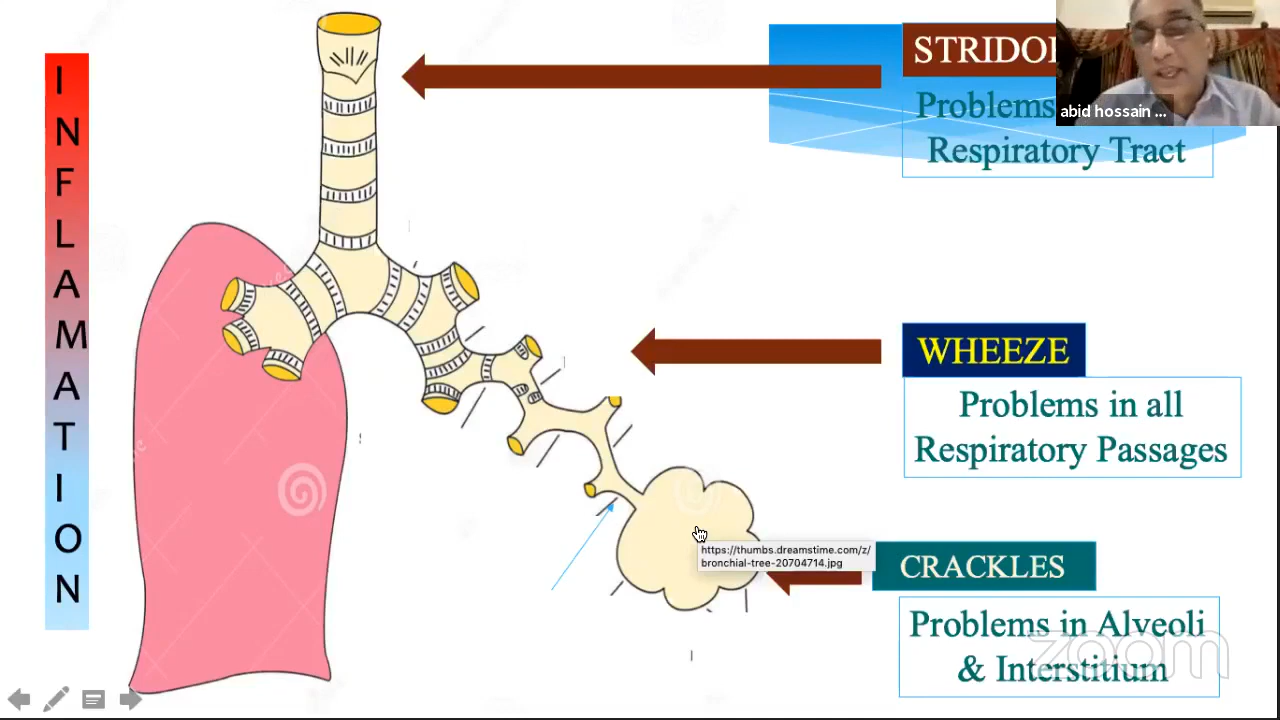 I
N
F
L
A
M
A
T
I
O
N
STRIDO
abid hossain ...
Problems
Respiratory Tract
WHEEZE
Problems in all
Respiratory Passages
https://thumbs.dreamstime.com/z/
bronchial-tree-20704714.jpg
CRACKLES
Problems in Alveoli
& Interstitium
zoom